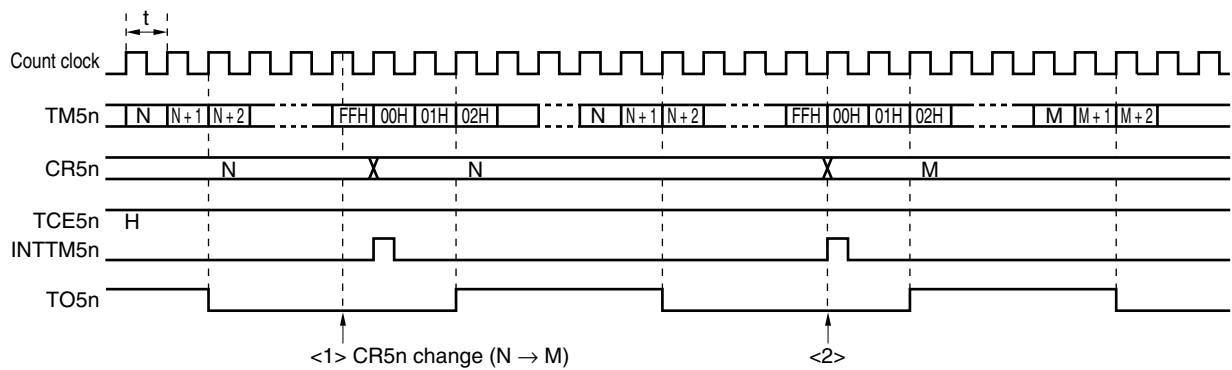 t
Count clock
TM5n N N + 1 N + 2 FFH 00H 01H 02H N N + 1 N + 2 FFH 00H 01H 02H M M + 1 M + 2
CR5n N N M
TCE5n H
INTTM5n
TO5n
<1> CR5n change (N → M) <2>